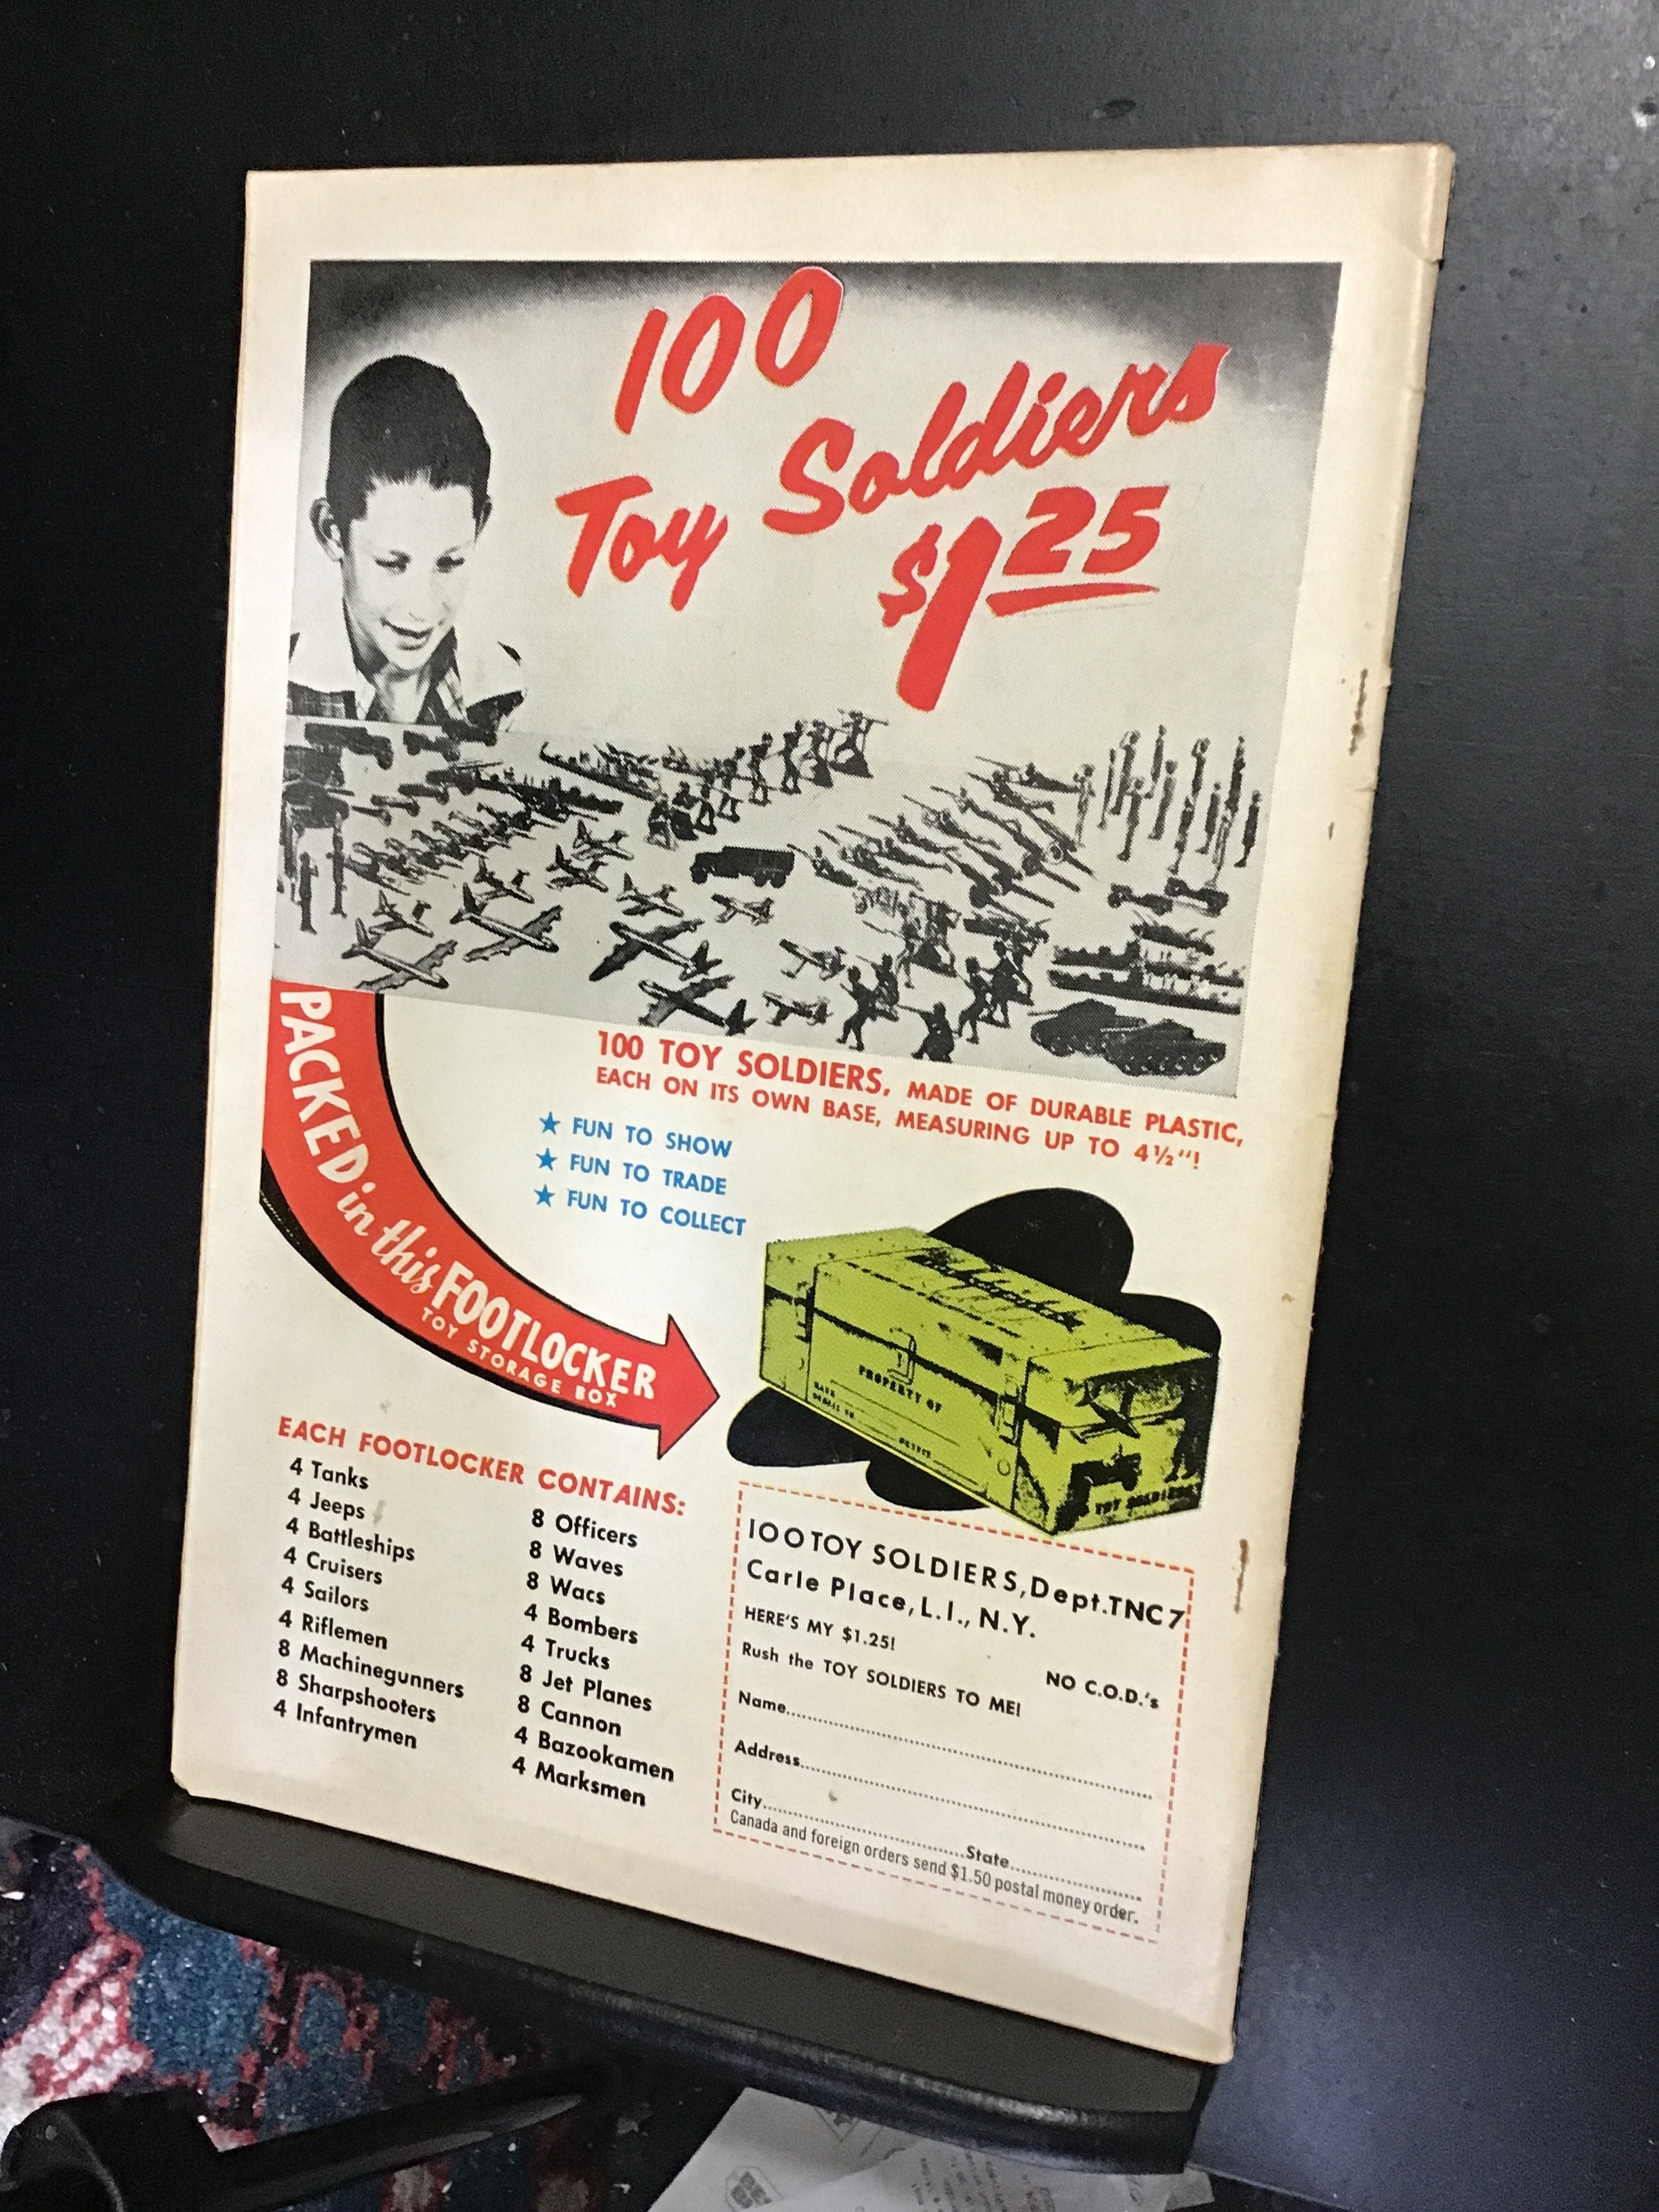 100
Toy Soldiers
$1 25
100 TOY SOLDIERS, MADE OF DURABLE PLASTIC,
EACH ON ITS OWN BASE, MEASURING UP TO 4½"!
★ FUN TO SHOW
★ FUN TO TRADE
★ FUN TO COLLECT
PACKED in this FOOTLOCKER
TOY STORAGE BOX
PROPERTY OF
TOY SOLDIERS
EACH FOOTLOCKER CONTAINS:
4 Tanks
4 Jeeps
4 Battleships
4 Cruisers
4 Sailors
4 Riflemen
8 Machinegunners
8 Sharpshooters
4 Infantrymen
8 Officers
8 Waves
8 Wacs
4 Bombers
4 Trucks
8 Jet Planes
8 Cannon
4 Bazookamen
4 Marksmen
100 TOY SOLDIERS, Dept. TNC 7
Carle Place, L.I., N.Y.
HERE'S MY $1.25!
NO C.O.D.'s
Rush the TOY SOLDIERS TO ME!
Name
Address
City State
Canada and foreign orders send $1.50 postal money order.